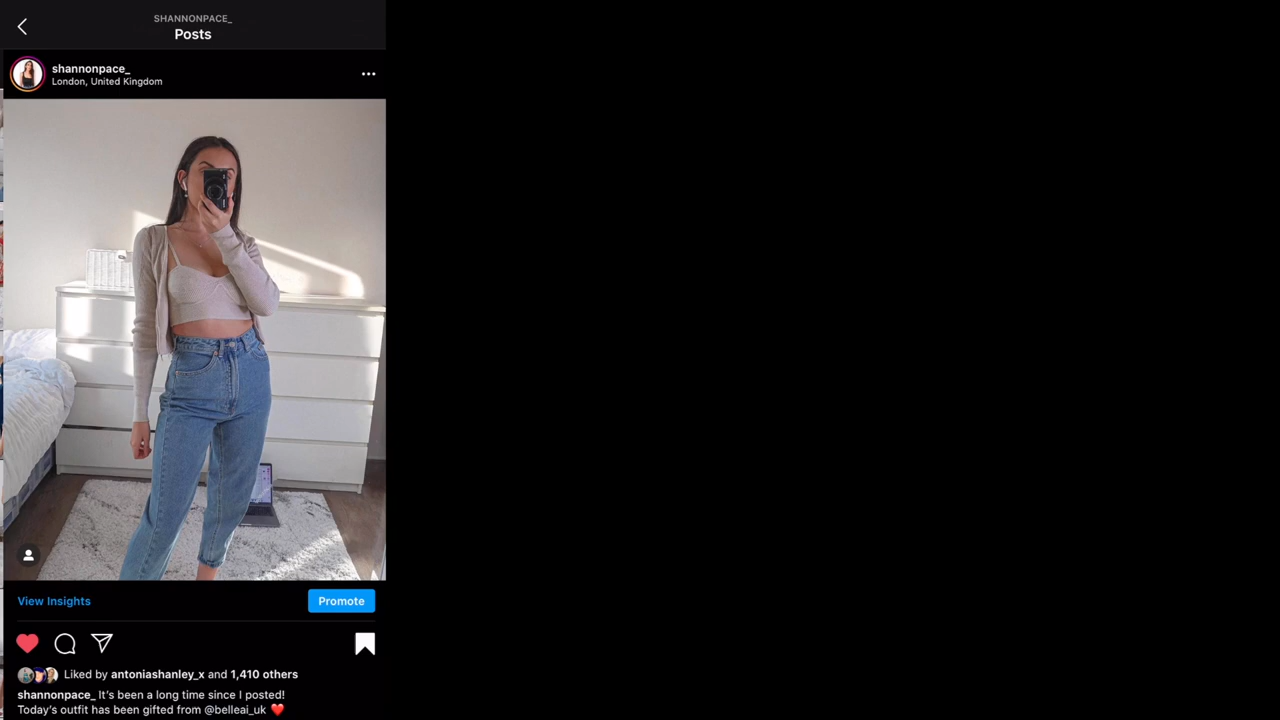 SHANNONPACE_
Posts
shannonpace_
London, United Kingdom
View Insights
Promote
Liked by antoniashanley_x and 1,410 others
shannonpace_ It’s been a long time since I posted!
Today’s outfit has been gifted from @belleai_uk ❤️